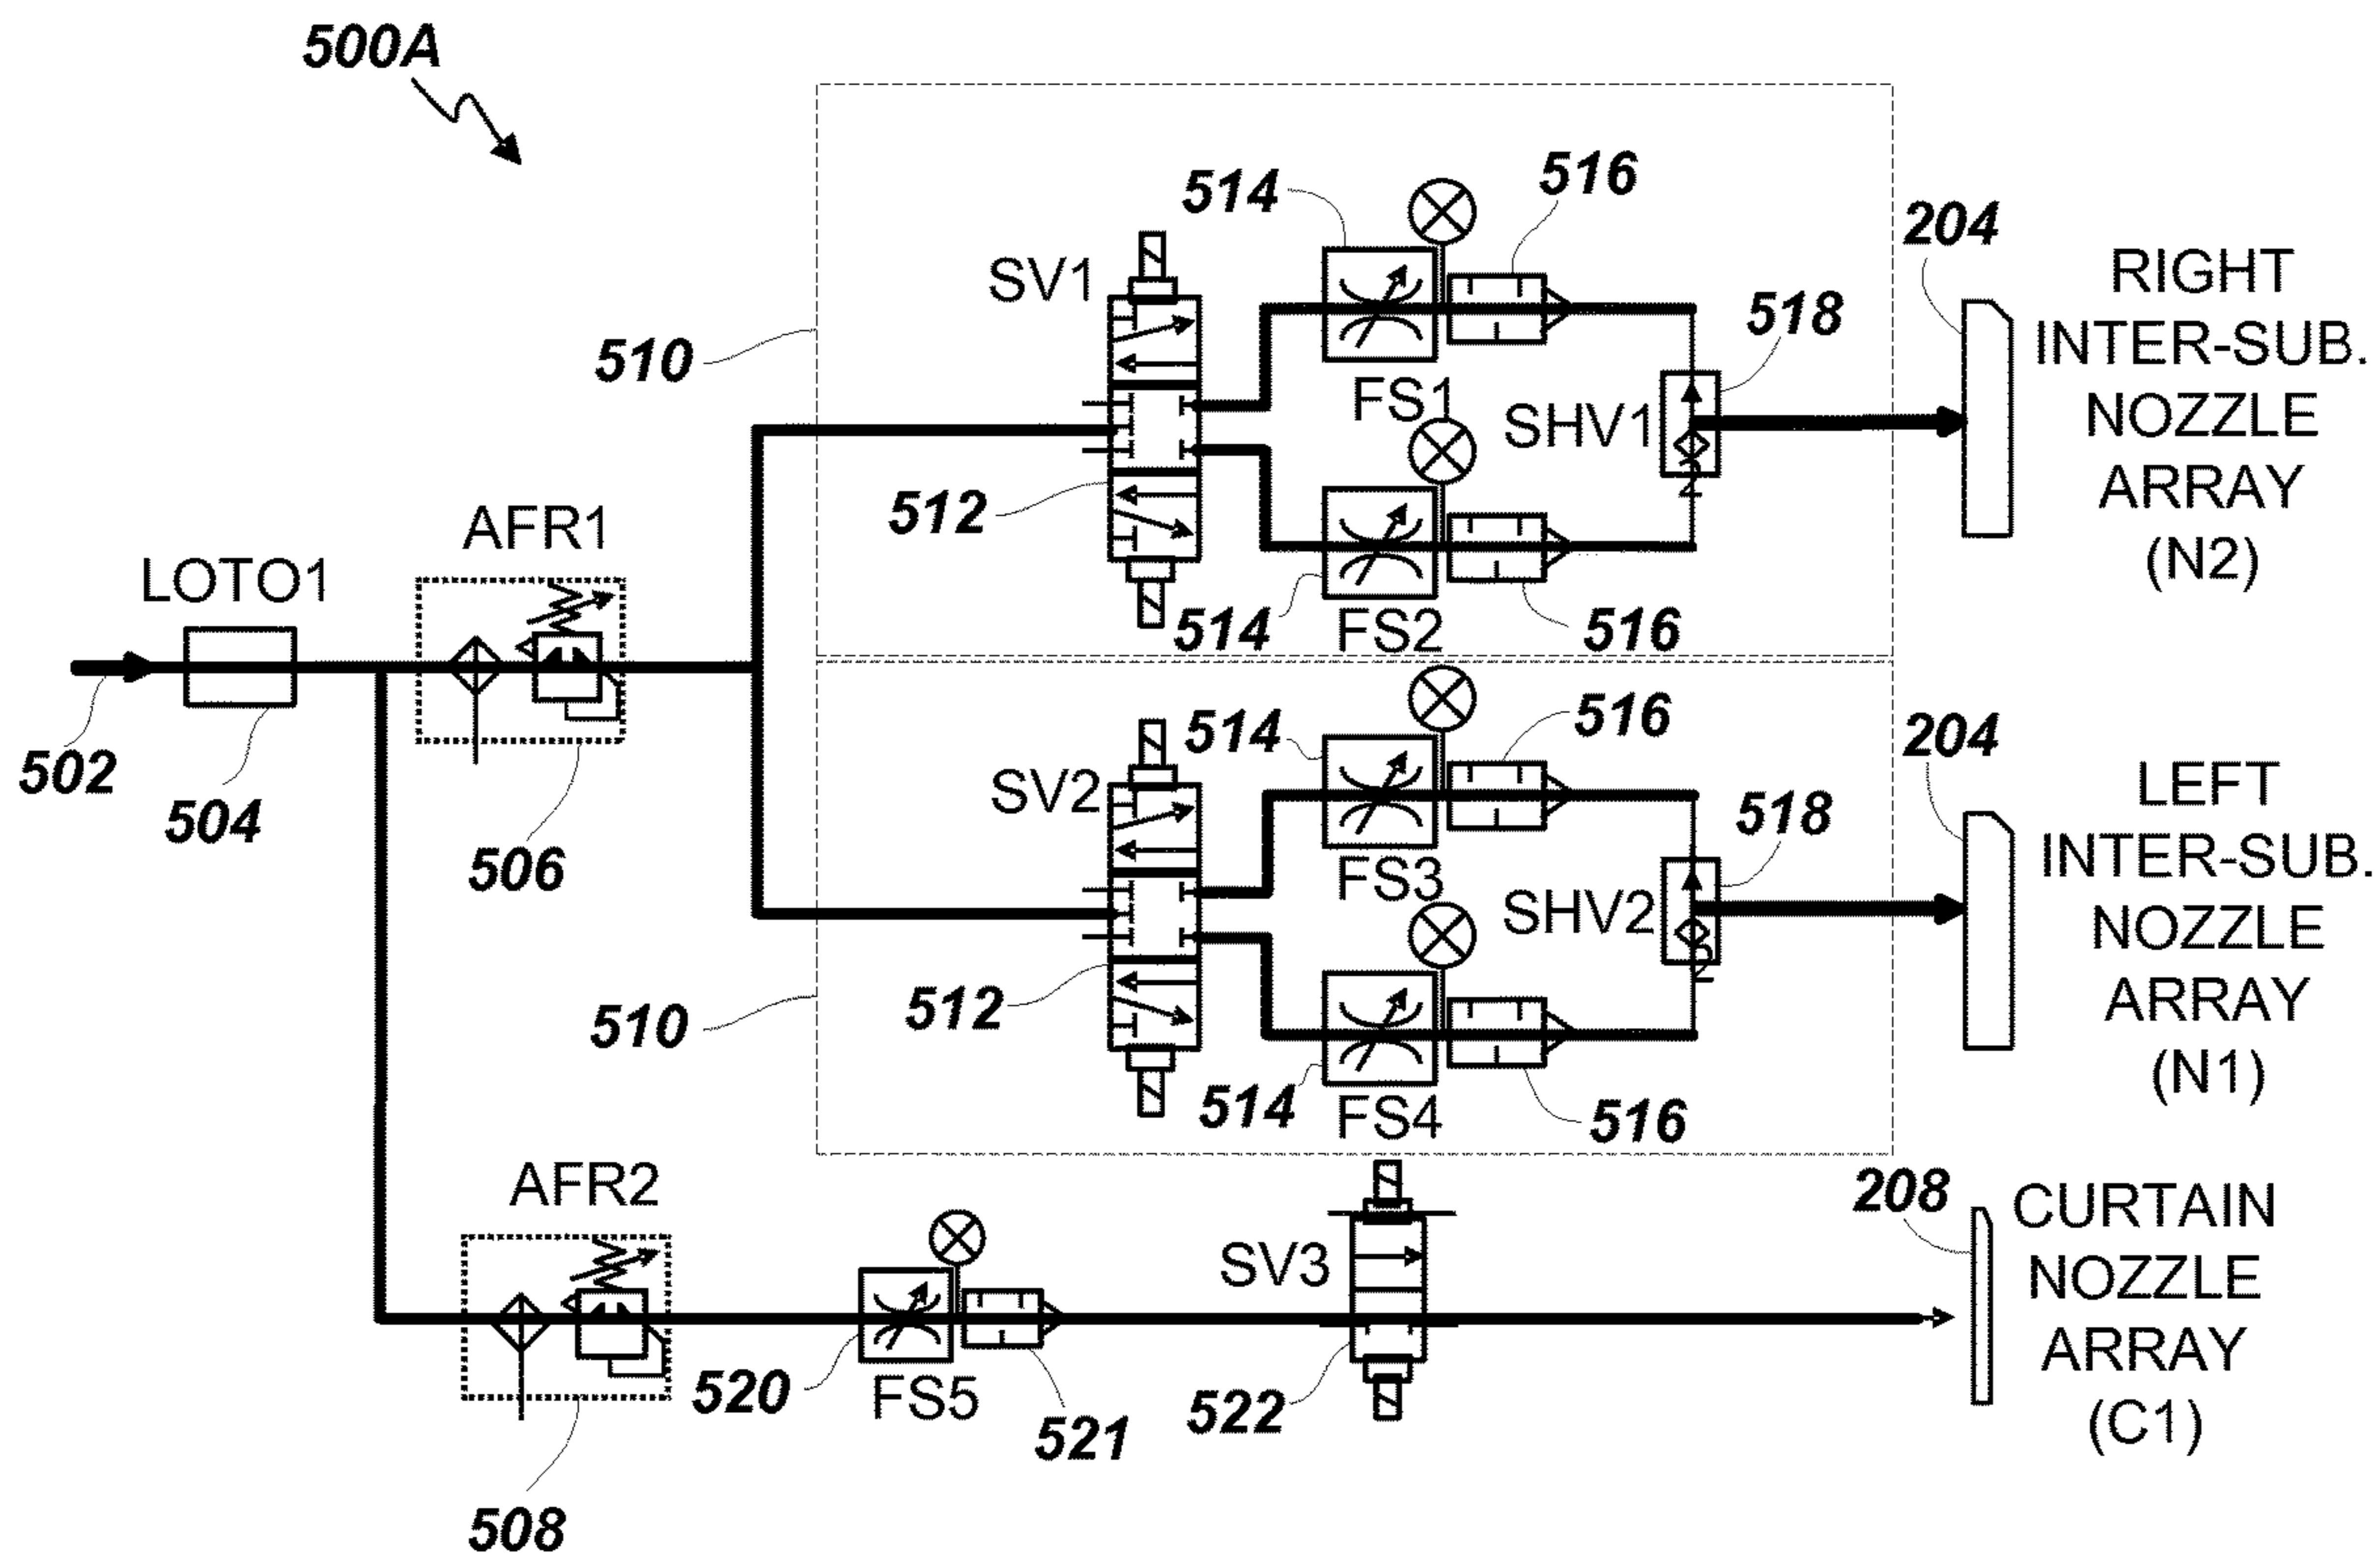 500A
514
516
204
RIGHT
INTER-SUB.
NOZZLE
ARRAY
(N2)
SV1
518
510
FS1
SHV1
2
512
AFR1
LOTO1
514
FS2
516
502
504
506
514
516
204
LEFT
INTER-SUB.
NOZZLE
ARRAY
(N1)
SV2
518
FS3
SHV2
2
512
510
514
FS4
516
AFR2
208
CURTAIN
NOZZLE
ARRAY
(C1)
SV3
520
FS5
521
522
508